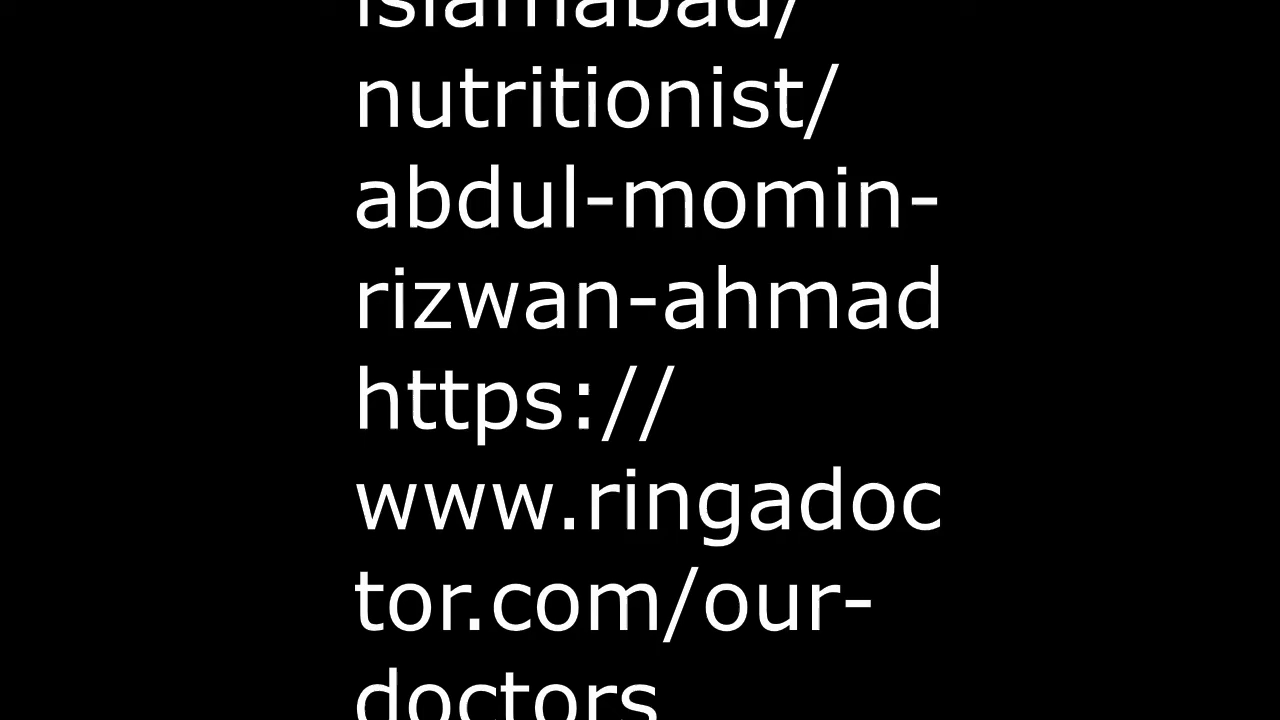 islamabad/
nutritionist/
abdul-momin-
rizwan-ahmad
https://
www.ringadoc
tor.com/our-
doctors